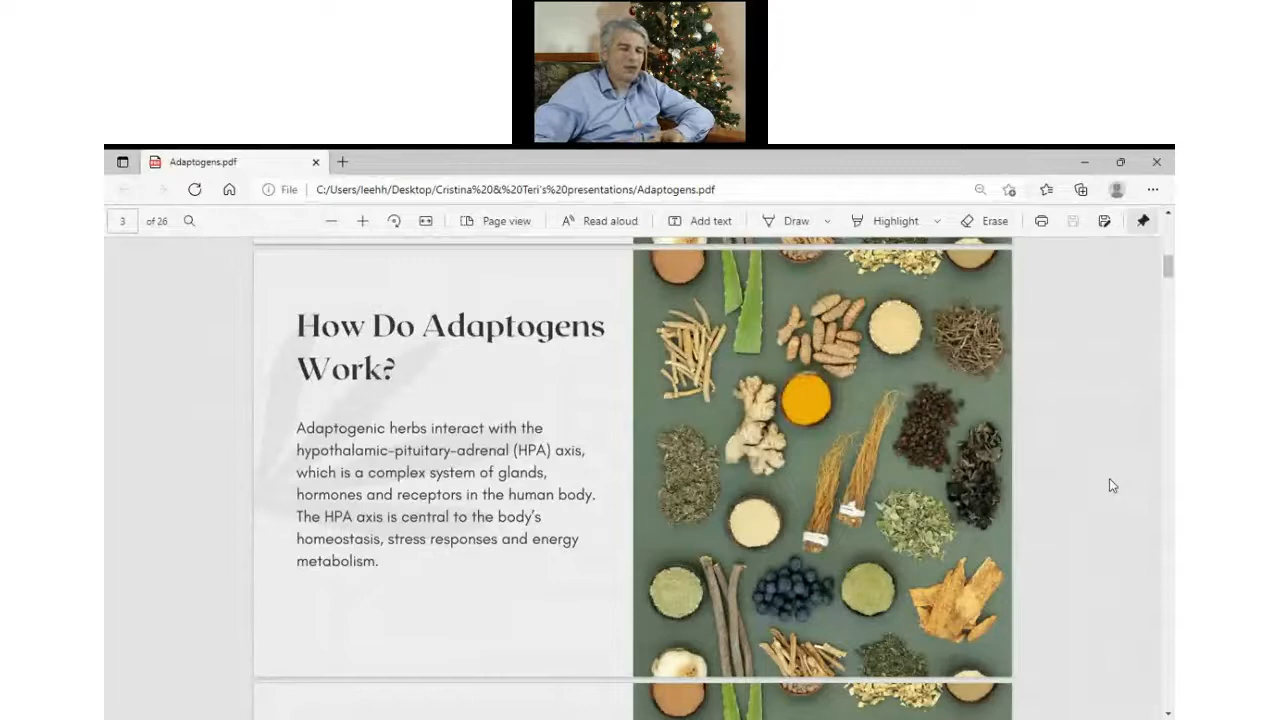 Adaptogens.pdf
File C:/Users/leehh/Desktop/Cristina%20&%20Teri's%20presentations/Adaptogens.pdf
3 of 26 Page view Read aloud Add text Draw Highlight Erase
How Do Adaptogens
Work?
Adaptogenic herbs interact with the
hypothalamic-pituitary-adrenal (HPA) axis,
which is a complex system of glands,
hormones and receptors in the human body.
The HPA axis is central to the body's
homeostasis, stress responses and energy
metabolism.